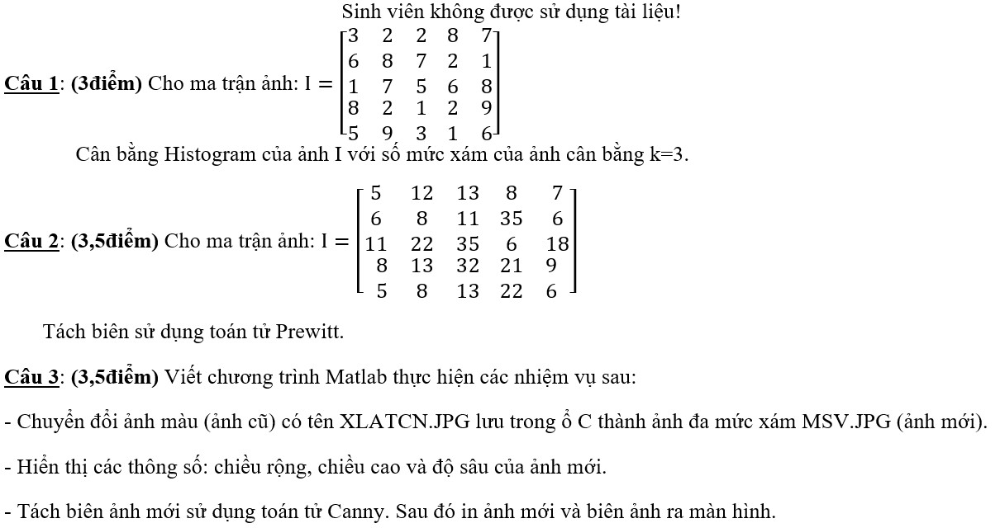 Sinh viên không được sử dụng tài liệu!
3 2 2 8 7
6 8 7 2 1
Câu 1: (3điểm) Cho ma trận ảnh: I = 1 7 5 6 8
8 2 1 2 9
5 9 3 1 6
Cân bằng Histogram của ảnh I với số mức xám của ảnh cân bằng k=3.
5 12 13 8 7
6 8 11 35 6
Câu 2: (3,5điểm) Cho ma trận ảnh: I = 11 22 35 6 18
8 13 32 21 9
5 8 13 22 6
Tách biên sử dụng toán tử Prewitt.
Câu 3: (3,5điểm) Viết chương trình Matlab thực hiện các nhiệm vụ sau:
- Chuyển đổi ảnh màu (ảnh cũ) có tên XLATCN.JPG lưu trong ổ C thành ảnh đa mức xám MSV.JPG (ảnh mới).
- Hiển thị các thông số: chiều rộng, chiều cao và độ sâu của ảnh mới.
- Tách biên ảnh mới sử dụng toán tử Canny. Sau đó in ảnh mới và biên ảnh ra màn hình.